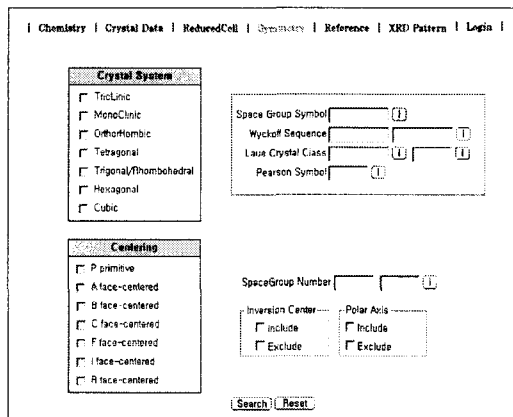 | Chemistry | Crystal Data | ReducedCell | Symmetry | Reference | XRD Pattern | Login |
Crystal System
TricLinic
MonoClinic
OrthorHombic
Tetragonal
Trigonal/Rhombohedral
Hexagonal
Cubic
Space Group Symbol i
Wyckoff Sequence i
Laue Crystal Class i i
Pearson Symbol i
Centering
P primitive
A face-centered
B face-centered
C face-centered
F face-centered
I face-centered
R face-centered
SpaceGroup Number i
Inversion Center
Include
Exclude
Polar Axis
Include
Exclude
Search Reset